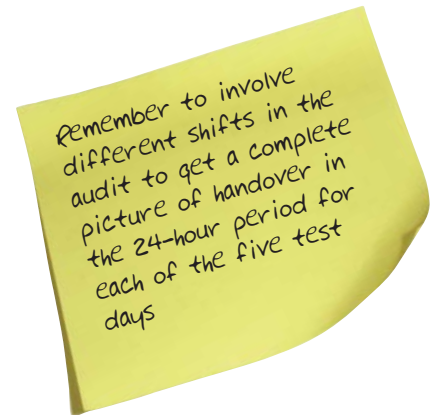 Remember to involve
different shifts in the
audit to get a complete
picture of handover in
the 24-hour period for
each of the five test
days